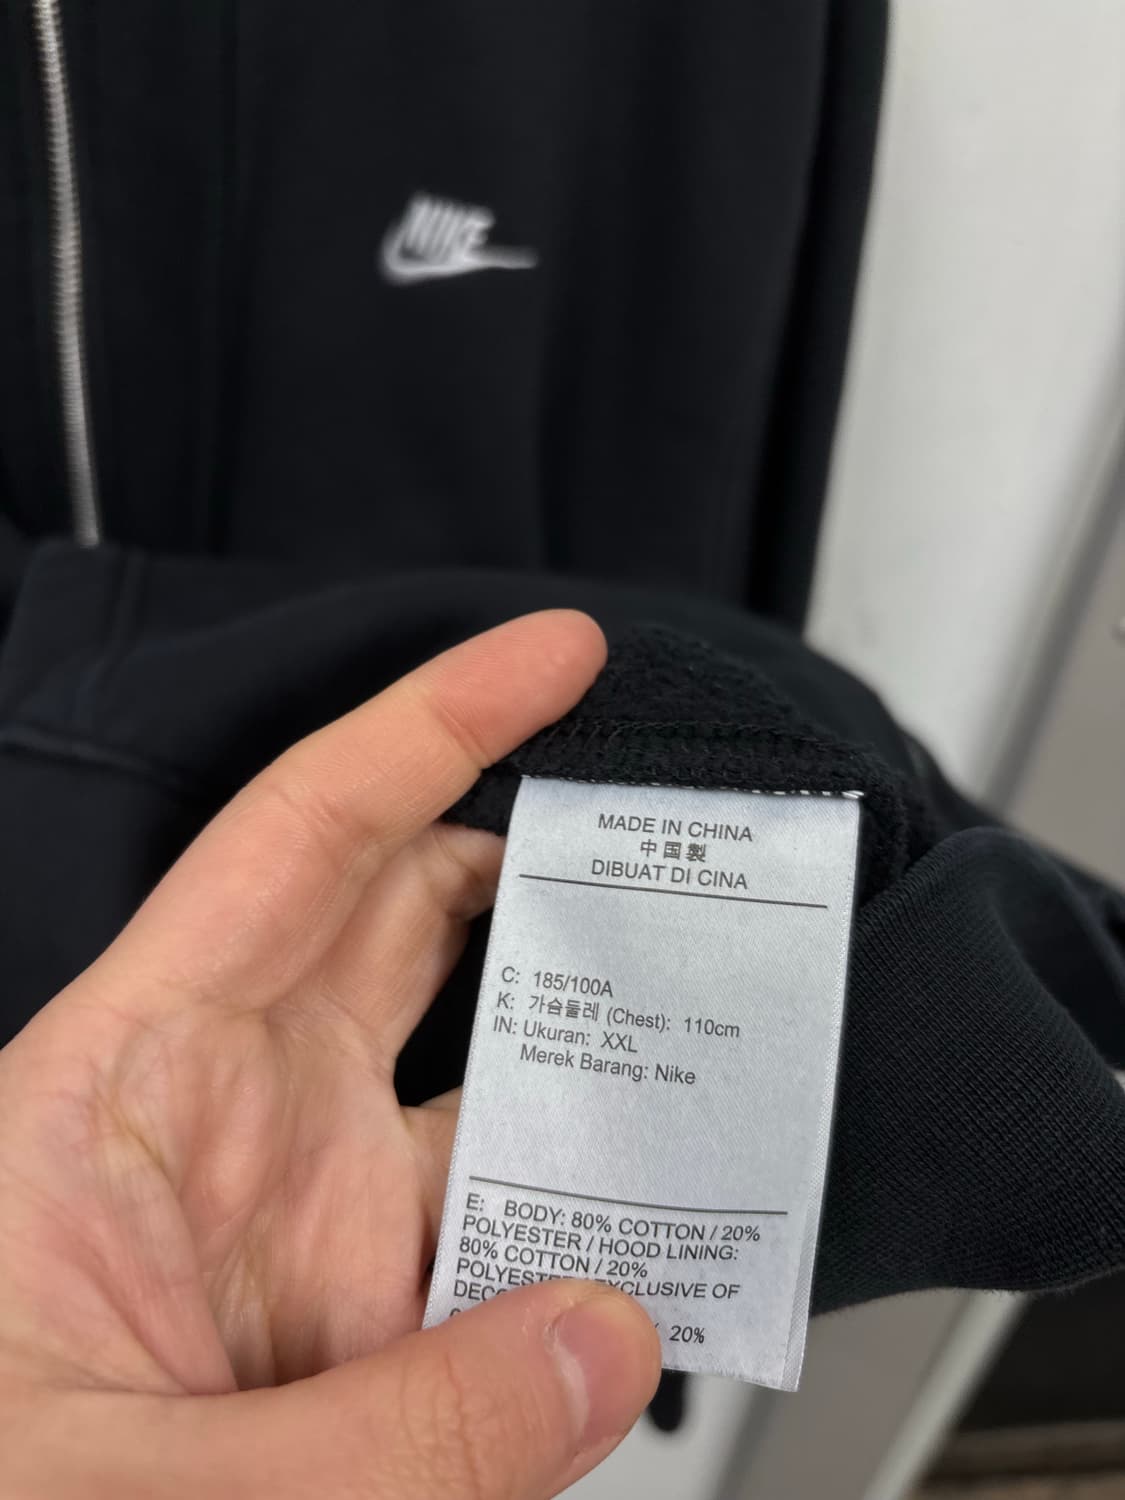 NIKE
MADE IN CHINA
中国製
DIBUAT DI CINA
C: 185/100A
K: 가슴둘레 (Chest): 110cm
IN: Ukuran: XXL
Merek Barang: Nike
E: BODY: 80% COTTON / 20%
POLYESTER / HOOD LINING:
80% COTTON / 20%
EXCLUSIVE OF
20%